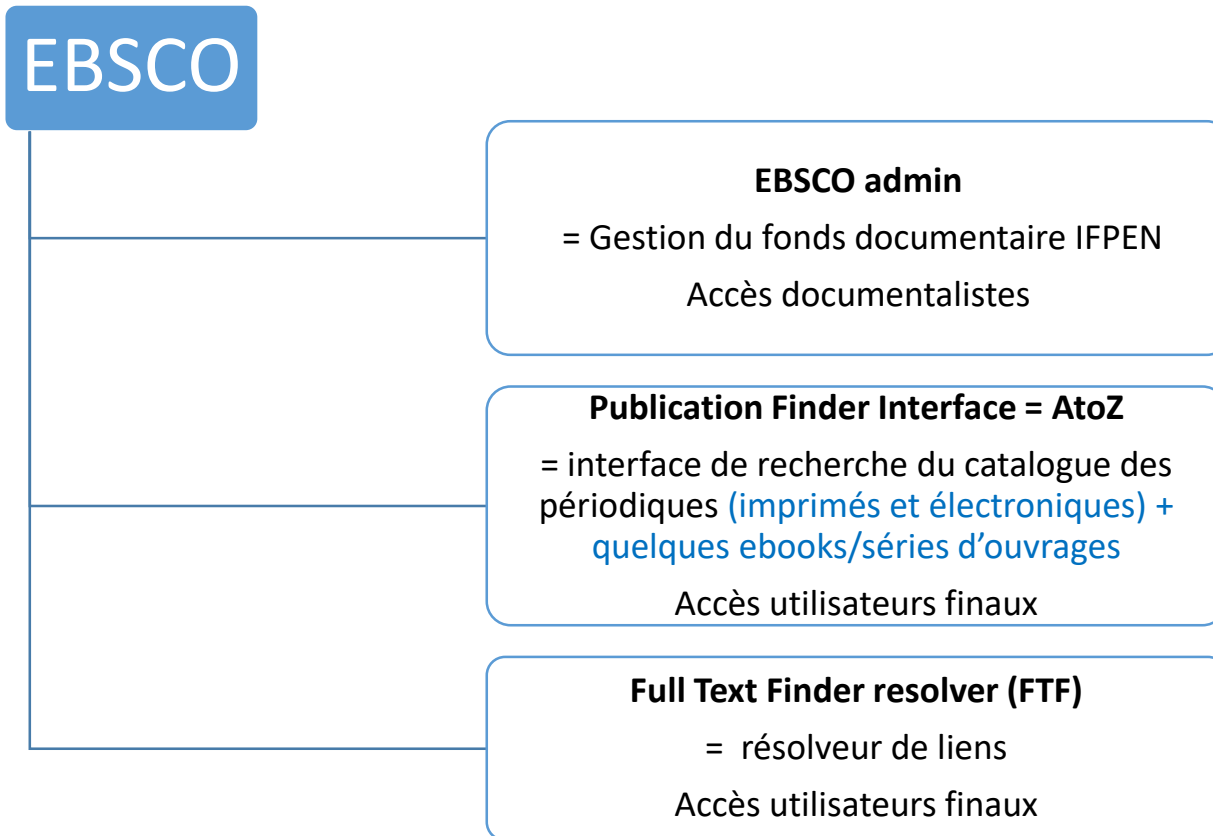 EBSCO
EBSCO admin
= Gestion du fonds documentaire IFPEN
Accès documentalistes
Publication Finder Interface = AtoZ
= interface de recherche du catalogue des
périodiques (imprimés et électroniques) +
quelques ebooks/séries d’ouvrages
Accès utilisateurs finaux
Full Text Finder resolver (FTF)
= résolveur de liens
Accès utilisateurs finaux